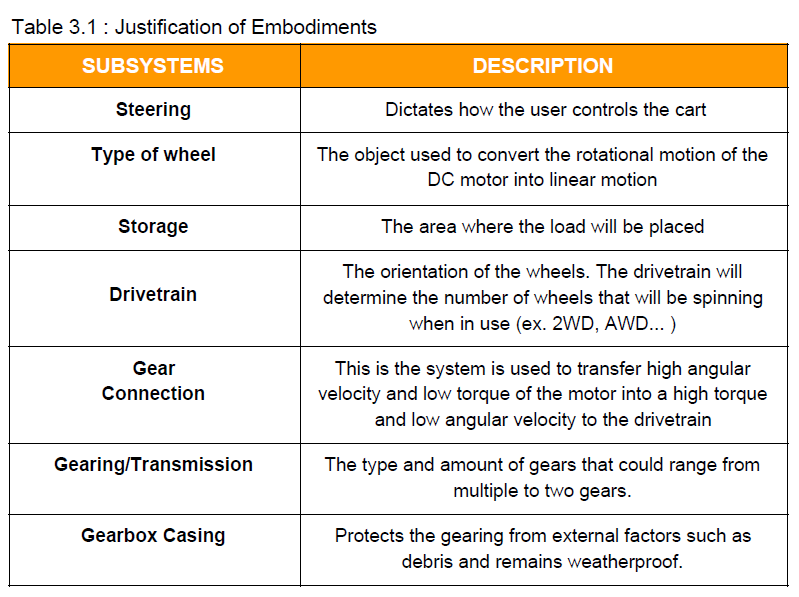 Table 3.1 : Justification of Embodiments
SUBSYSTEMS
DESCRIPTION
Steering
Dictates how the user controls the cart
Type of wheel
The object used to convert the rotational motion of the
DC motor into linear motion
Storage
The area where the load will be placed
Drivetrain
The orientation of the wheels. The drivetrain will
determine the number of wheels that will be spinning
when in use (ex. 2WD, AWD... )
Gear
Connection
This is the system is used to transfer high angular
velocity and low torque of the motor into a high torque
and low angular velocity to the drivetrain
Gearing/Transmission
The type and amount of gears that could range from
multiple to two gears.
Gearbox Casing
Protects the gearing from external factors such as
debris and remains weatherproof.